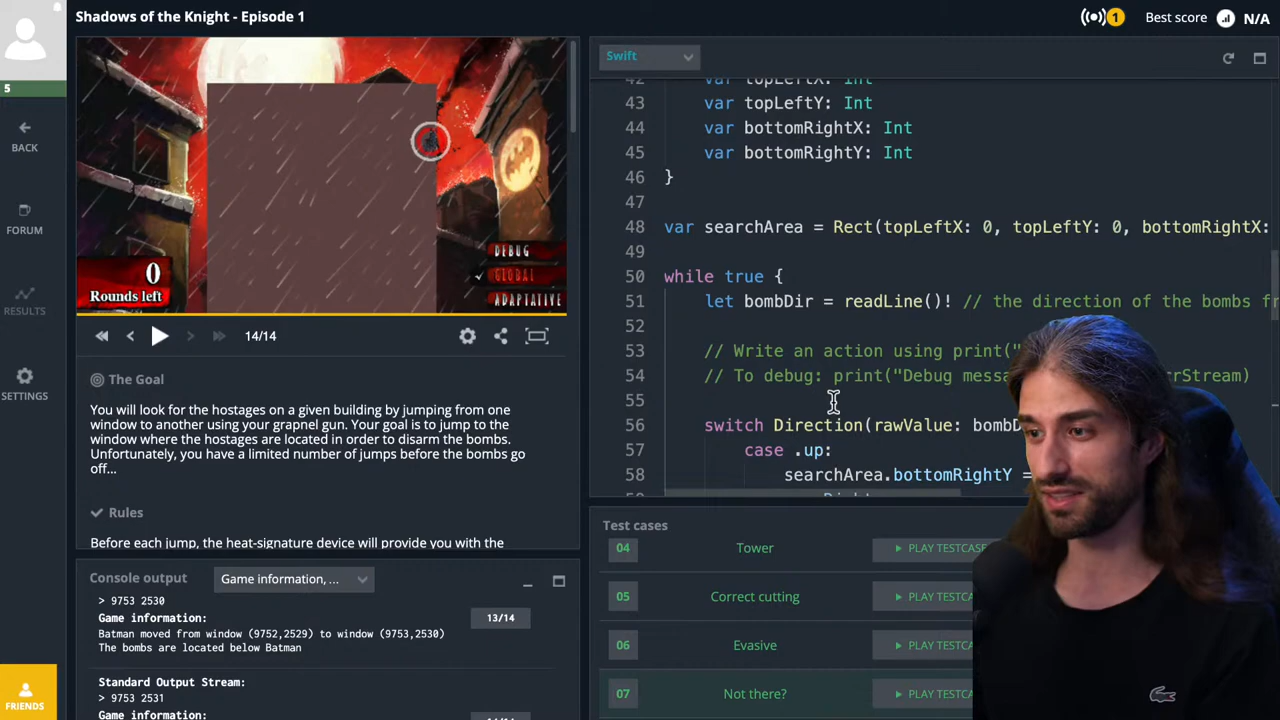 Shadows of the Knight - Episode 1
1
Best score
N/A
5
BACK
FORUM
RESULTS
SETTINGS
FRIENDS
DEBUG
GLOBAL
ADAPTATIVE
0
Rounds left
14/14
The Goal
You will look for the hostages on a given building by jumping from one
window to another using your grapnel gun. Your goal is to jump to the
window where the hostages are located in order to disarm the bombs.
Unfortunately, you have a limited number of jumps before the bombs go
off...
Rules
Before each jump, the heat-signature device will provide you with the
Console output
Game information, ...
> 9753 2530
Game information:
13/14
Batman moved from window (9752,2529) to window (9753,2530)
The bombs are located below Batman
Standard Output Stream:
> 9753 2531
Game information:
Swift
42 var topLeftX: Int
43 var topLeftY: Int
44 var bottomRightX: Int
45 var bottomRightY: Int
46 }
47
48 var searchArea = Rect(topLeftX: 0, topLeftY: 0, bottomRightX:
49
50 while true {
51 let bombDir = readLine()! // the direction of the bombs
52
53 // Write an action using print("
54 // To debug: print("Debug
55
56 switch Direction(rawValue:
57 case .up:
58 searchArea.bottomRightY =
Test cases
04 Tower PLAY TESTCASE
05 Correct cutting
06 Evasive
07 Not there?